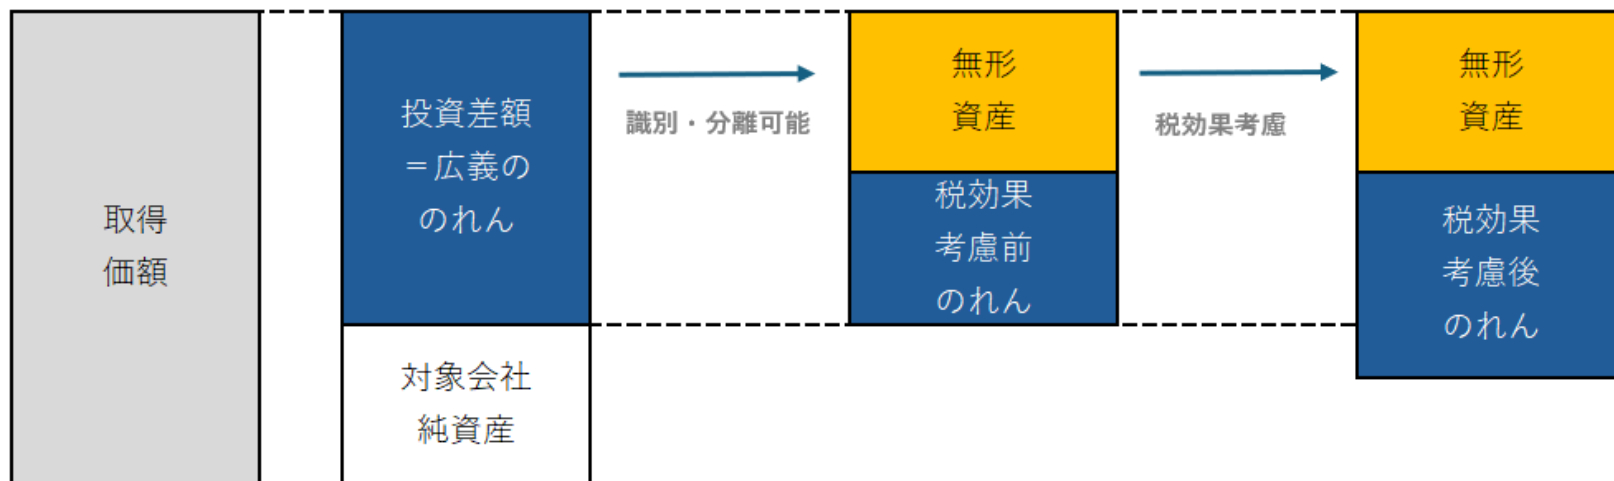 取得
価額
投資差額
＝広義の
のれん
対象会社
純資産
識別・分離可能
無形
資産
税効果
考慮前
のれん
税効果考慮
無形
資産
税効果
考慮後
のれん